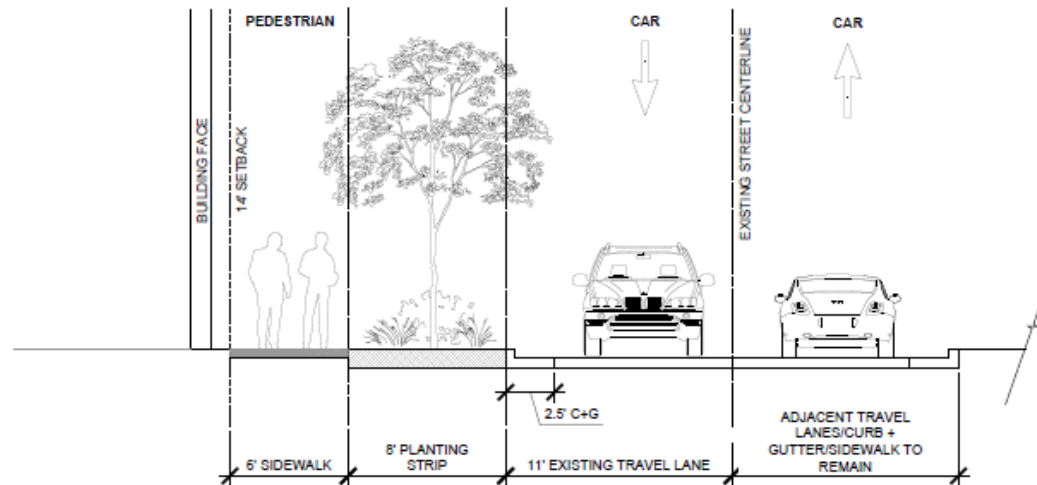 PEDESTRIAN
CAR
CAR
BUILDING FACE
14' SETBACK
EXISTING STREET CENTERLINE
2.5' C+G
6' SIDEWALK
8' PLANTING
STRIP
11' EXISTING TRAVEL LANE
ADJACENT TRAVEL
LANES/CURB +
GUTTER/SIDEWALK TO
REMAIN